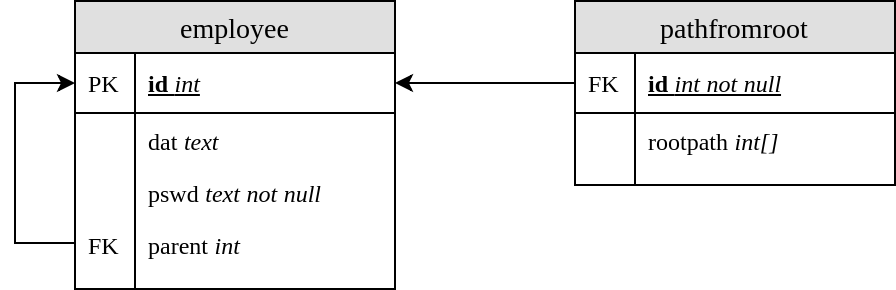 employee
PK id int
dat text
pswd text not null
FK parent int
pathfromroot
FK id int not null
rootpath int[]